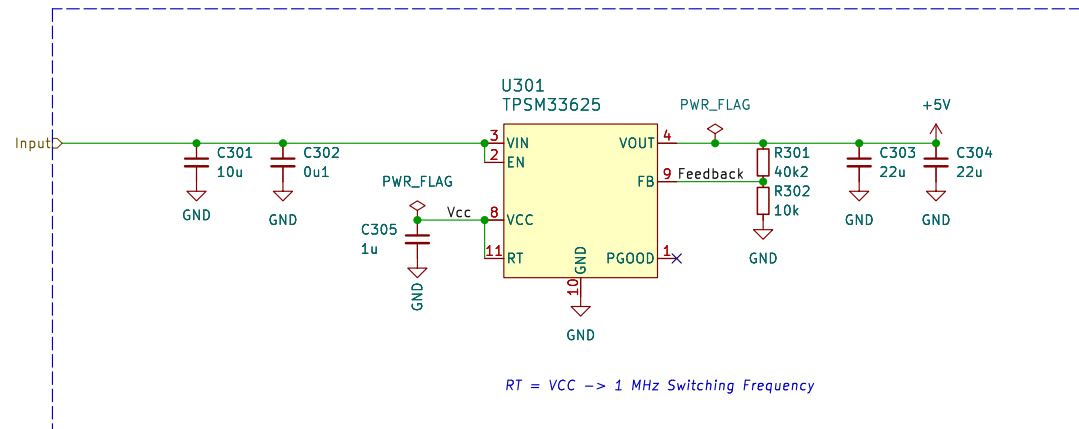 U301
TPSM33625
PWR_FLAG
+5V
Input
3
VIN
2
EN
VOUT
4
C301
10u
C302
0u1
R301
40k2
C303
22u
C304
22u
PWR_FLAG
FB
9
Feedback
R302
10k
GND
GND
GND
GND
Vcc
8
VCC
C305
1u
11
RT
GND
PGOOD
1
GND
GND
10
GND
RT = VCC -> 1 MHz Switching Frequency